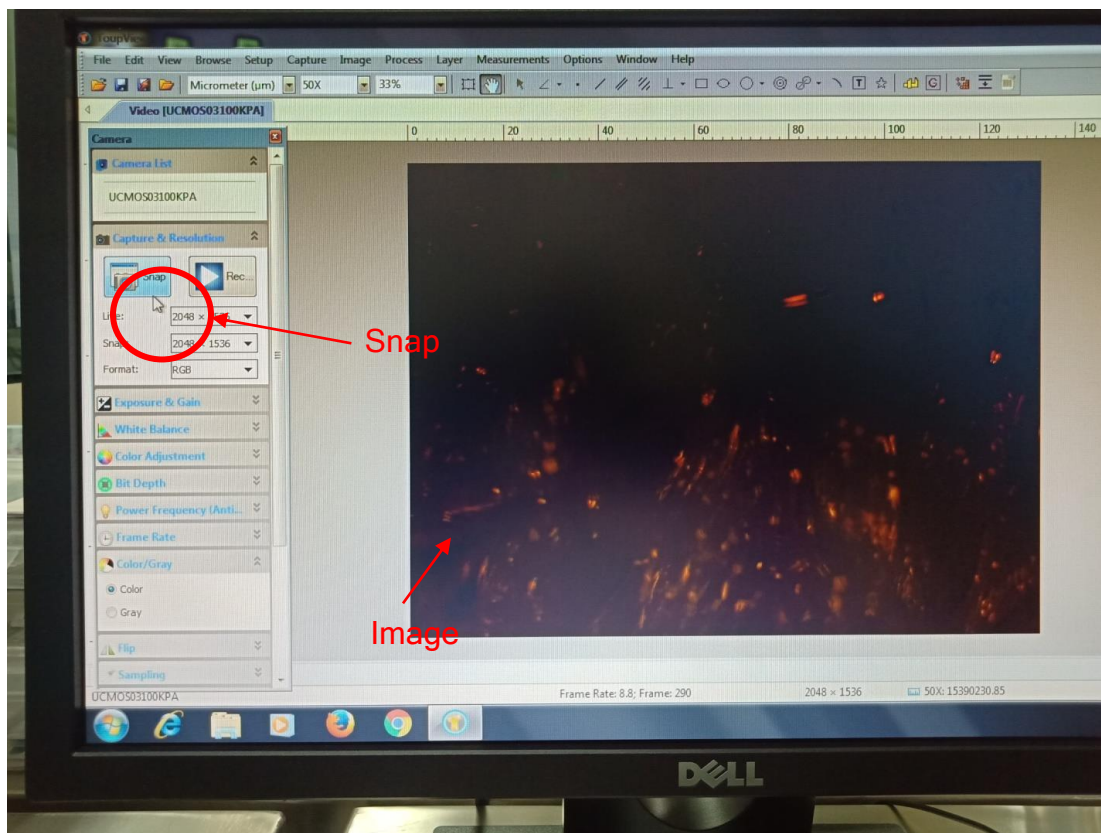 ToupView
File Edit View Browse Setup Capture Image Process Layer Measurements Options Window Help
Micrometer (μm) 50X 33%
T G
Video [UCMOS03100KPA]
Camera
0 20 40 60 80 100 120 140
Camera List
UCMOS03100KPA
Capture & Resolution
Snap Rec...
Live: 2048 × 1536
Snap: 2048 × 1536
Format: RGB
Snap
Exposure & Gain
White Balance
Color Adjustment
Bit Depth
Power Frequency (Anti...
Frame Rate
Color/Gray
Color
Gray
Image
Flip
Sampling
UCMOS03100KPA Frame Rate: 8.8; Frame: 290 2048 × 1536 50X: 15390230.85
DELL